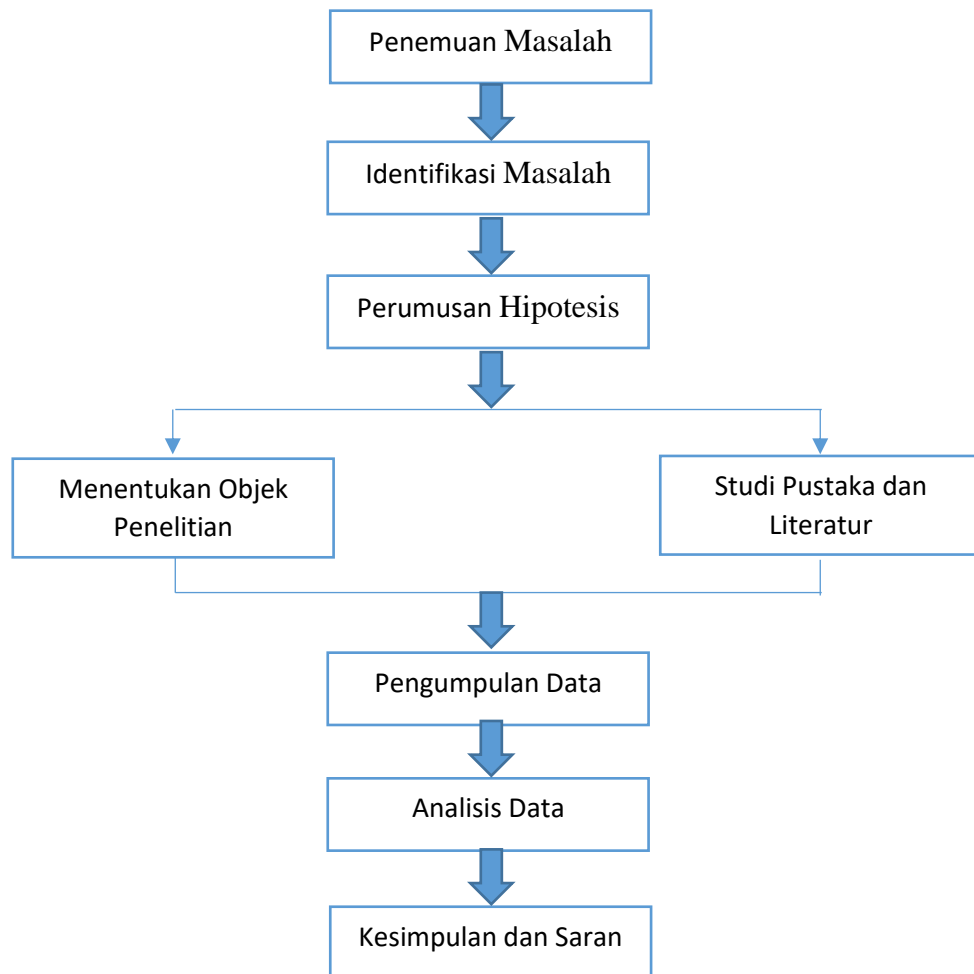 Penemuan Masalah
Identifikasi Masalah
Perumusan Hipotesis
Menentukan Objek
Penelitian
Studi Pustaka dan
Literatur
Pengumpulan Data
Analisis Data
Kesimpulan dan Saran